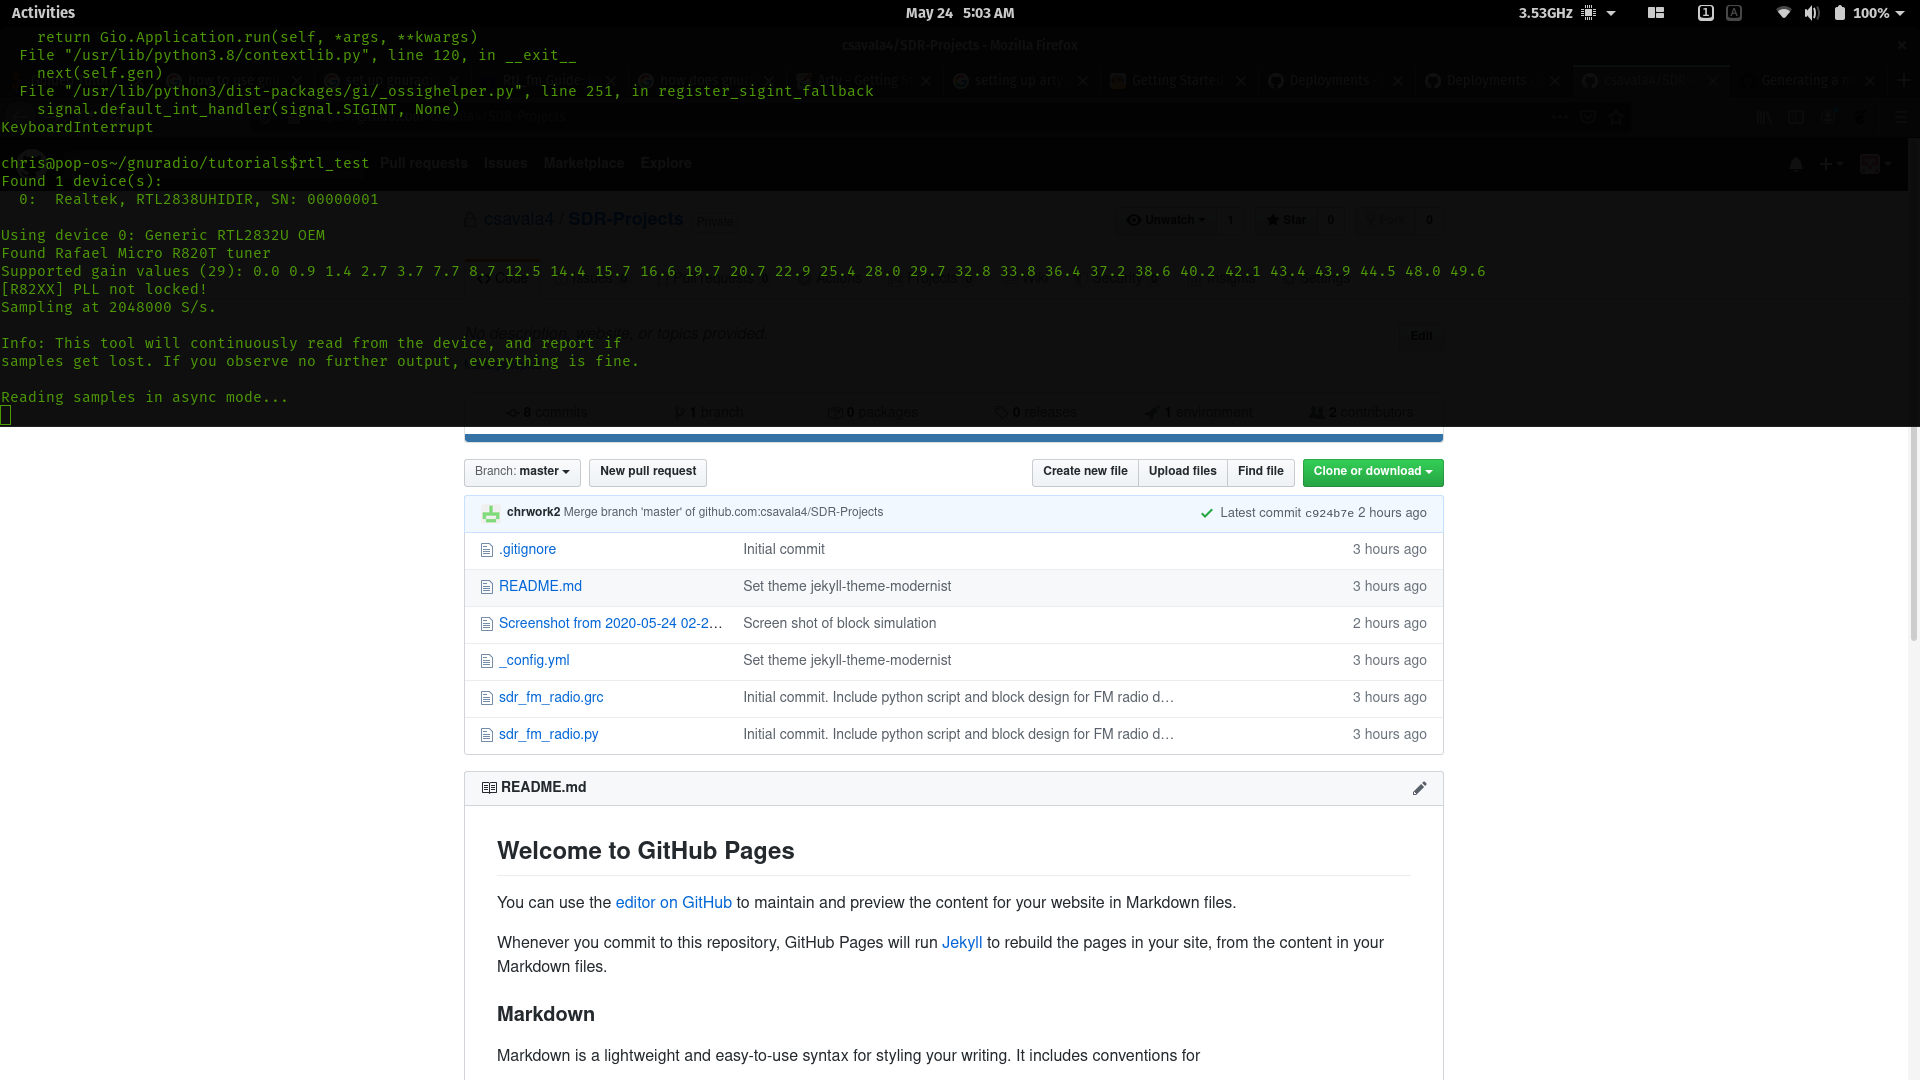 Activities
May 24 5:03 AM
3.53GHz
1 A
100%
return Gio.Application.run(self, *args, **kwargs)
csavala4/SDR-Projects - Mozilla Firefox
File "/usr/lib/python3.8/contextlib.py", line 120, in __exit__
next(self.gen)
File "/usr/lib/python3/dist-packages/gi/_ossighelper.py", line 251, in register_sigint_fallback
signal.default_int_handler(signal.SIGINT, None)
KeyboardInterrupt
Rtl_fm Guide
how does gnu
Arty - Getting
setting up arty
Getting Started
Deployments
Deployments
Generating a
chris@pop-os~/gnuradio/tutorials$rtl_test
Pull requests Issues Marketplace Explore
Found 1 device(s):
0: Realtek, RTL2838UHIDIR, SN: 00000001
csavala4 / SDR-Projects Private
Unwatch 1 Star 0 Fork 0
Using device 0: Generic RTL2832U OEM
Found Rafael Micro R820T tuner
Supported gain values (29): 0.0 0.9 1.4 2.7 3.7 7.7 8.7 12.5 14.4 15.7 16.6 19.7 20.7 22.9 25.4 28.0 29.7 32.8 33.8 36.4 37.2 38.6 40.2 42.1 43.4 43.9 44.5 48.0 49.6
[R82XX] PLL not locked!
Sampling at 2048000 S/s.
No description, website, or topics provided.
Edit
Info: This tool will continuously read from the device, and report if
samples get lost. If you observe no further output, everything is fine.
Reading samples in async mode...
8 commits 1 branch 0 packages 0 releases 1 environment 2 contributors
Branch: master
New pull request
Create new file Upload files Find file
Clone or download
chrwork2 Merge branch 'master' of github.com:csavala4/SDR-Projects
Latest commit c924b7e 2 hours ago
.gitignore Initial commit 3 hours ago
README.md Set theme jekyll-theme-modernist 3 hours ago
Screenshot from 2020-05-24 02-2… Screen shot of block simulation 2 hours ago
_config.yml Set theme jekyll-theme-modernist 3 hours ago
sdr_fm_radio.grc Initial commit. Include python script and block design for FM radio d… 3 hours ago
sdr_fm_radio.py Initial commit. Include python script and block design for FM radio d… 3 hours ago
README.md
Welcome to GitHub Pages
You can use the editor on GitHub to maintain and preview the content for your website in Markdown files.
Whenever you commit to this repository, GitHub Pages will run Jekyll to rebuild the pages in your site, from the content in your
Markdown files.
Markdown
Markdown is a lightweight and easy-to-use syntax for styling your writing. It includes conventions for